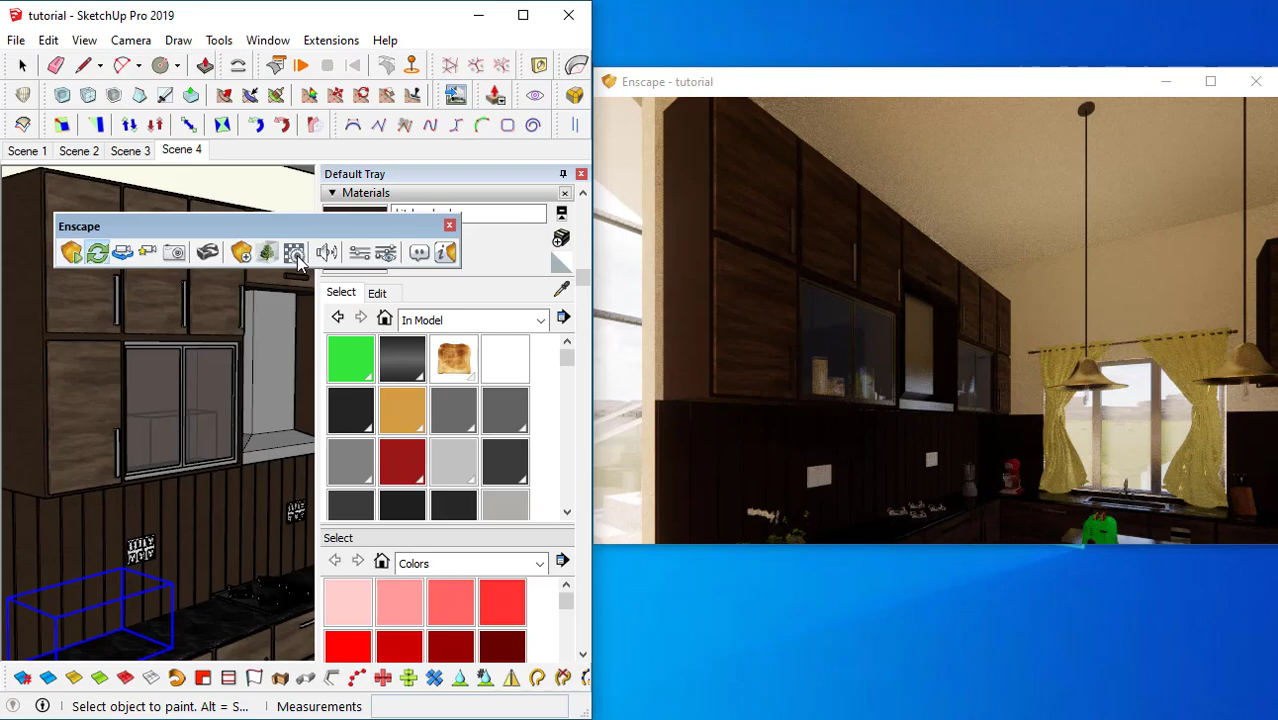 tutorial - SketchUp Pro 2019
File Edit View Camera Draw Tools Window Extensions Help
Scene 1 Scene 2 Scene 3 Scene 4
Default Tray
Materials
Enscape
Select Edit
In Model
Select
Colors
Select object to paint. Alt = S...
Measurements
Enscape - tutorial